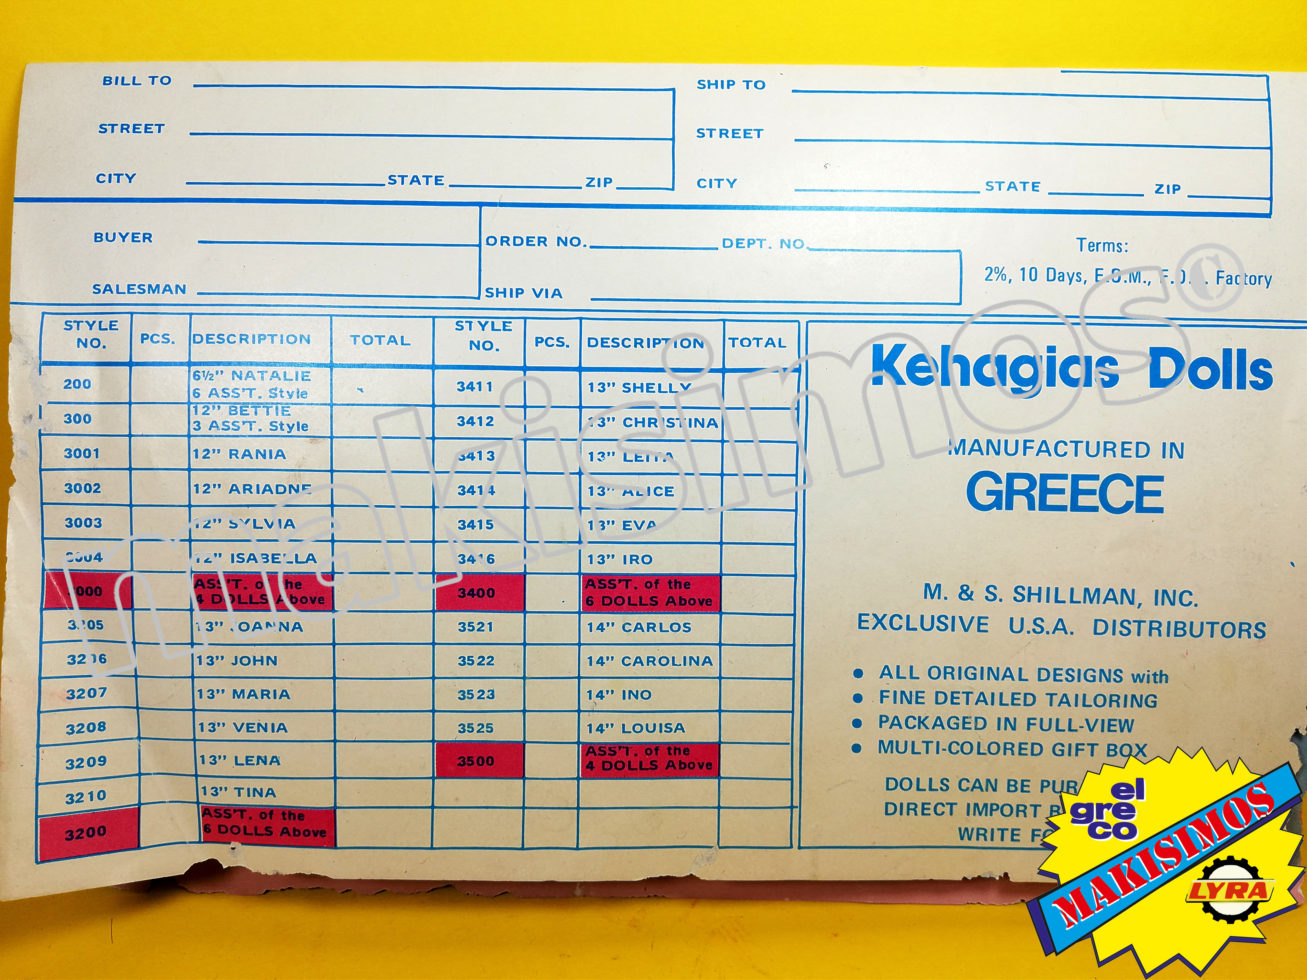 BILL TO
SHIP TO
STREET
STREET
CITY STATE ZIP
CITY STATE ZIP
BUYER
ORDER NO. DEPT. NO.
Terms:
2%, 10 Days, E.O.M., F.O.B. Factory
SALESMAN
SHIP VIA
STYLE NO. PCS. DESCRIPTION TOTAL STYLE NO. PCS. DESCRIPTION TOTAL
200 6½" NATALIE 6 ASS'T. Style 3411 13" SHELLY
300 12" BETTIE 3 ASS'T. Style 3412 13" CHRISTINA
3001 12" RANIA 3413 13"
3002 12" ARIADNE 3414 13" ALICE
3003 12" SYLVIA 3415 13" EVA
3004 12" ISABELLA 3416 13" IRO
3000 ASS'T. of the 4 DOLLS Above 3400 ASS'T. of the 6 DOLLS Above
3205 13" JOANNA 3521 14" CARLOS
3206 13" JOHN 3522 14" CAROLINA
3207 13" MARIA 3523 14" INO
3208 13" VENIA 3525 14" LOUISA
3209 13" LENA 3500 ASS'T. of the 4 DOLLS Above
3210 13" TINA
3200 ASS'T. of the 6 DOLLS Above
Kehagias Dolls
MANUFACTURED IN
GREECE
M. & S. SHILLMAN, INC.
EXCLUSIVE U.S.A. DISTRIBUTORS
• ALL ORIGINAL DESIGNS with
• FINE DETAILED TAILORING
• PACKAGED IN FULL-VIEW
• MULTI-COLORED GIFT BOX
DOLLS CAN BE
DIRECT IMPORT
WRITE
makisimos©
el
gre
co
MAKISIMOS
LYRA